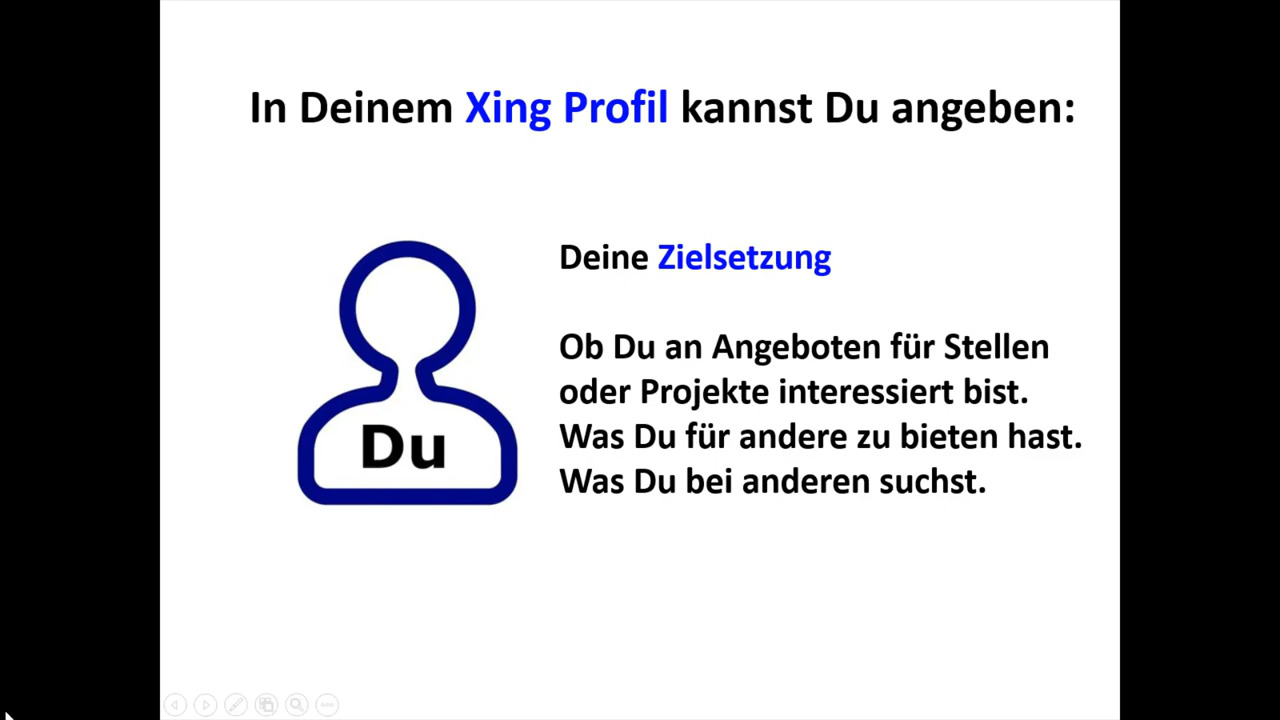 In Deinem Xing Profil kannst Du angeben:
Deine Zielsetzung
Ob Du an Angeboten für Stellen
oder Projekte interessiert bist.
Was Du für andere zu bieten hast.
Was Du bei anderen suchst.
Du